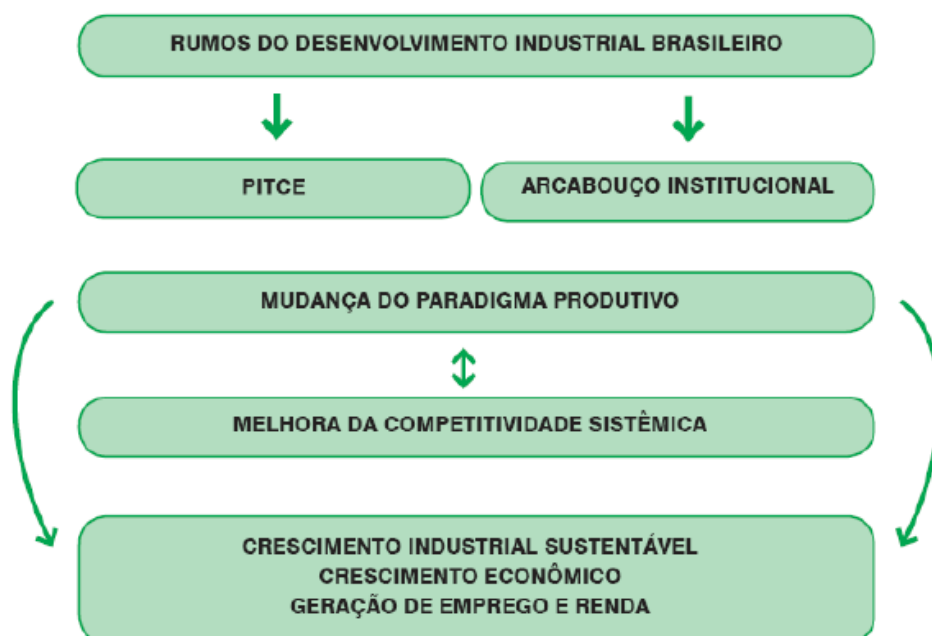 RUMOS DO DESENVOLVIMENTO INDUSTRIAL BRASILEIRO
PITCE
ARCABOUÇO INSTITUCIONAL
MUDANÇA DO PARADIGMA PRODUTIVO
MELHORA DA COMPETITIVIDADE SISTÊMICA
CRESCIMENTO INDUSTRIAL SUSTENTÁVEL
CRESCIMENTO ECONÔMICO
GERAÇÃO DE EMPREGO E RENDA